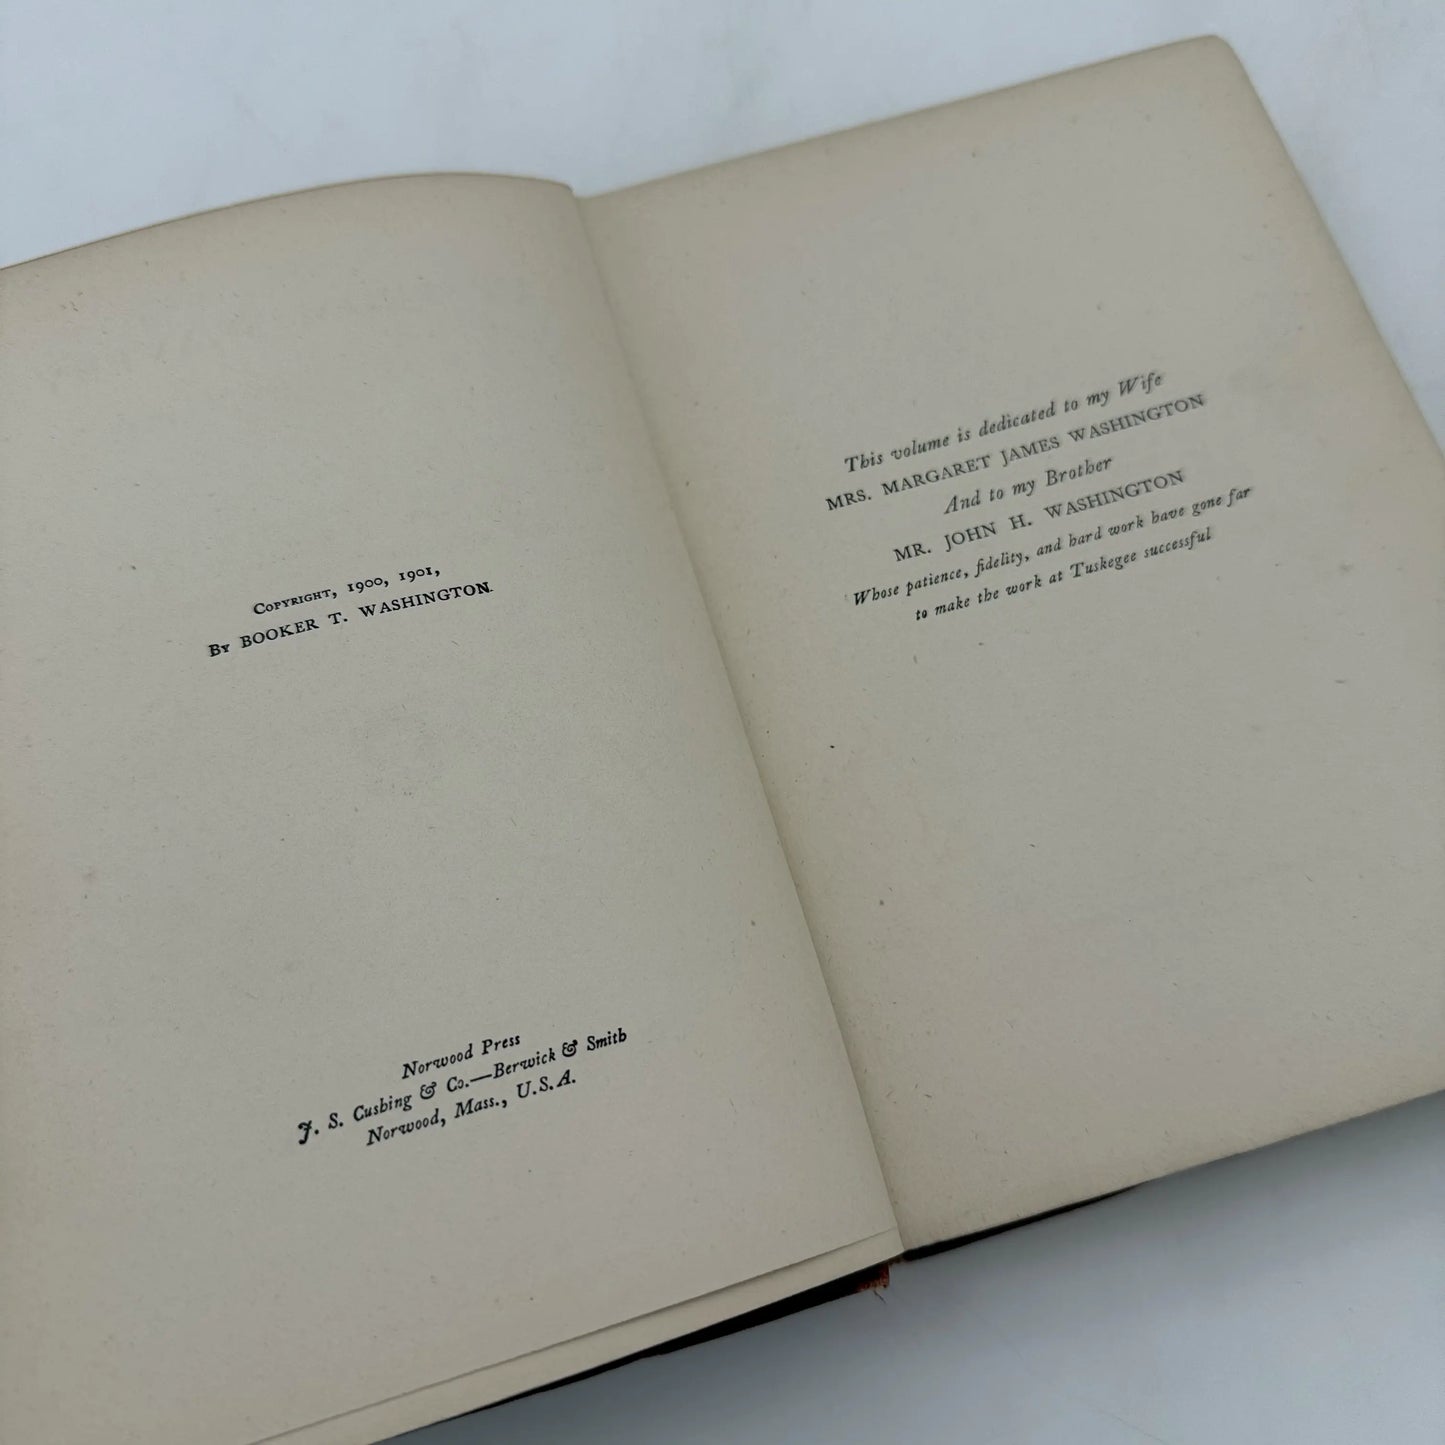 COPYRIGHT, 1900, 1901,
BY BOOKER T. WASHINGTON.
Norwood Press
J. S. Cushing & Co.—Berwick & Smith
Norwood, Mass., U.S.A.
This volume is dedicated to my Wife
MRS. MARGARET JAMES WASHINGTON
And to my Brother
MR. JOHN H. WASHINGTON
Whose patience, fidelity, and hard work have gone far
to make the work at Tuskegee successful